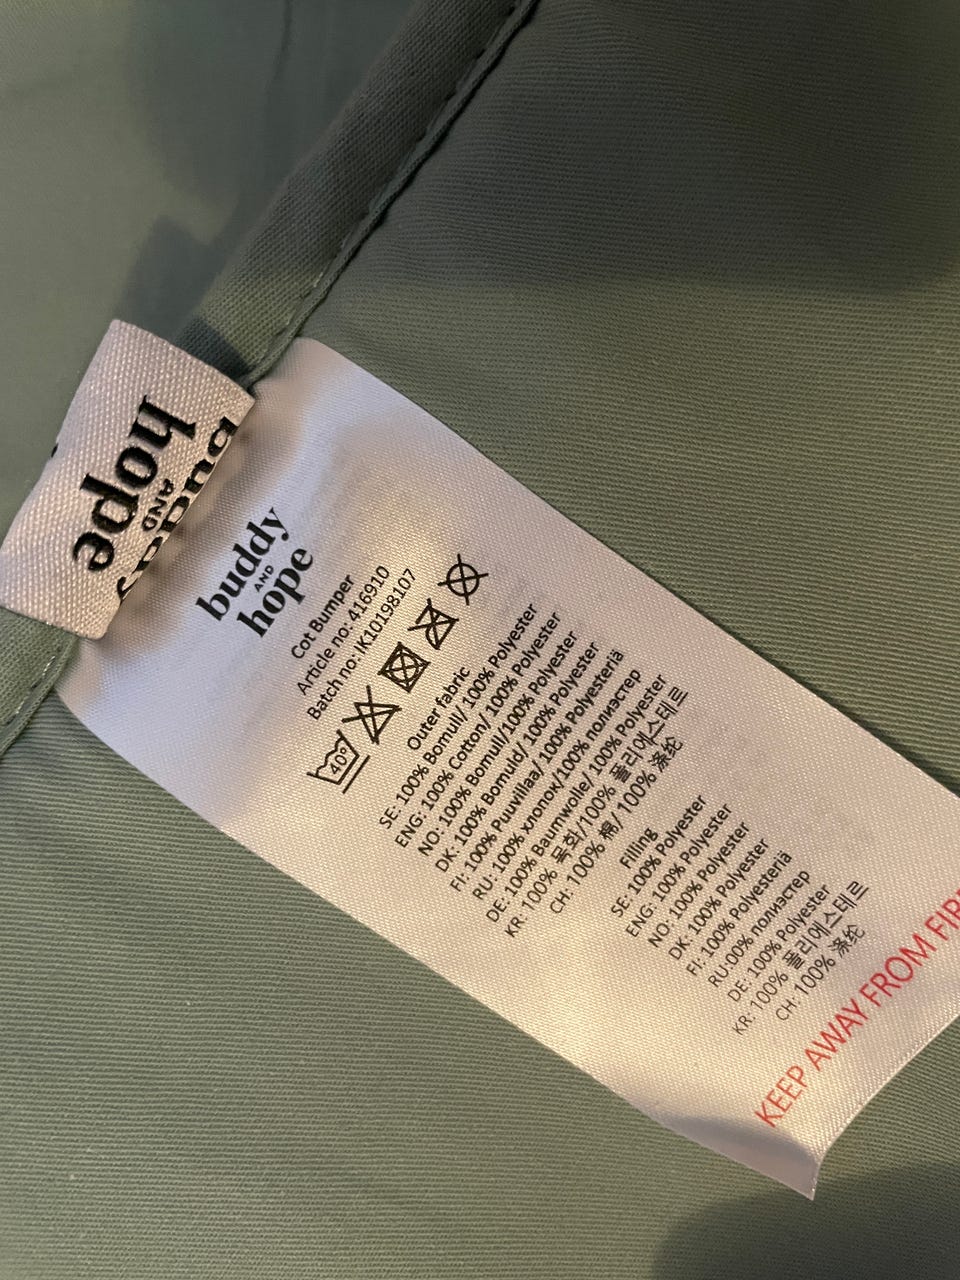 hope
AND
buddy
buddy
AND
hope
Cot Bumper
Article no: 416910
Batch no: IK10198107
40°
Outer fabric
SE: 100% Bomull/ 100% Polyester
ENG: 100% Cotton/ 100% Polyester
NO: 100% Bomull/100% Polyester
DK: 100% Bomuld/ 100% Polyester
FI: 100% Puuvillaa/ 100% Polyesteriä
RU: 100% хлопок/100% полиэстер
DE: 100% Baumwolle/ 100% Polyester
KR: 100% 목화/100% 폴리에스테르
CH: 100% 棉/ 100% 涤纶
Filling
SE: 100% Polyester
ENG: 100% Polyester
NO: 100% Polyester
DK: 100% Polyester
FI: 100% Polyesteriä
RU:00% полиэстер
DE: 100% Polyester
KR: 100% 폴리에스테르
CH: 100% 涤纶
KEEP AWAY FROM